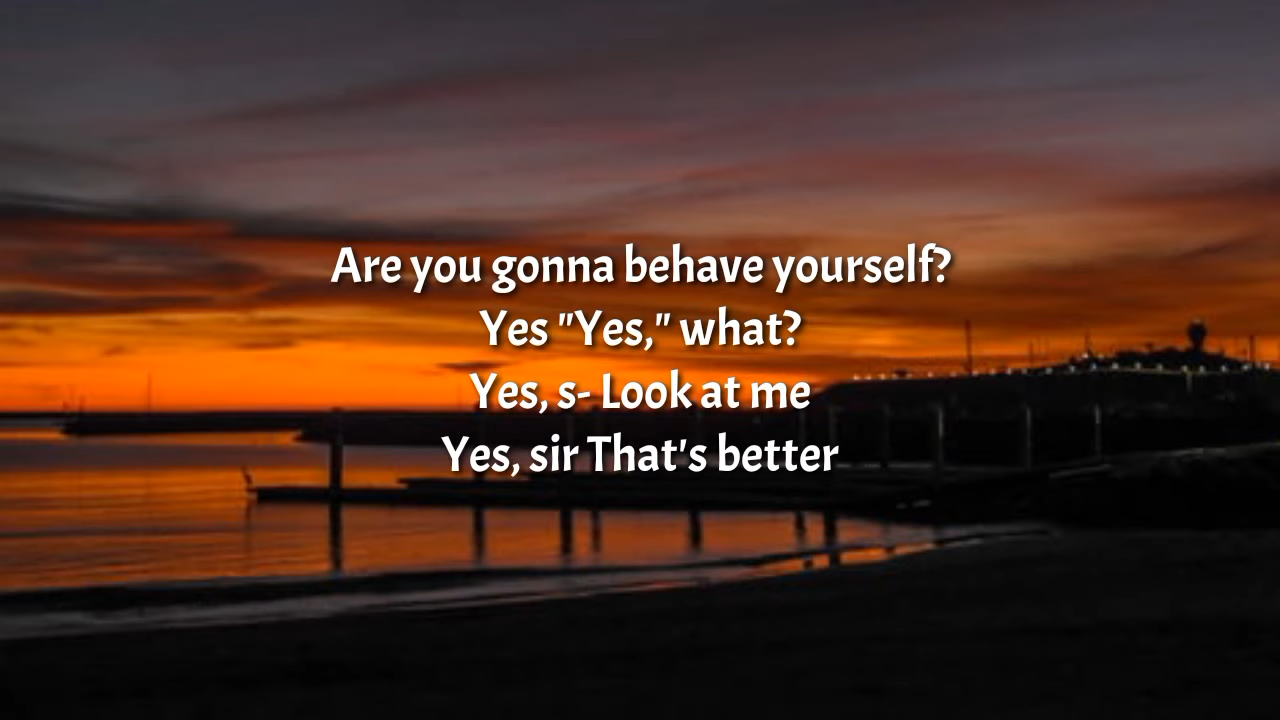 Are you gonna behave yourself?
Yes "Yes," what?
Yes, s- Look at me
Yes, sir That's better